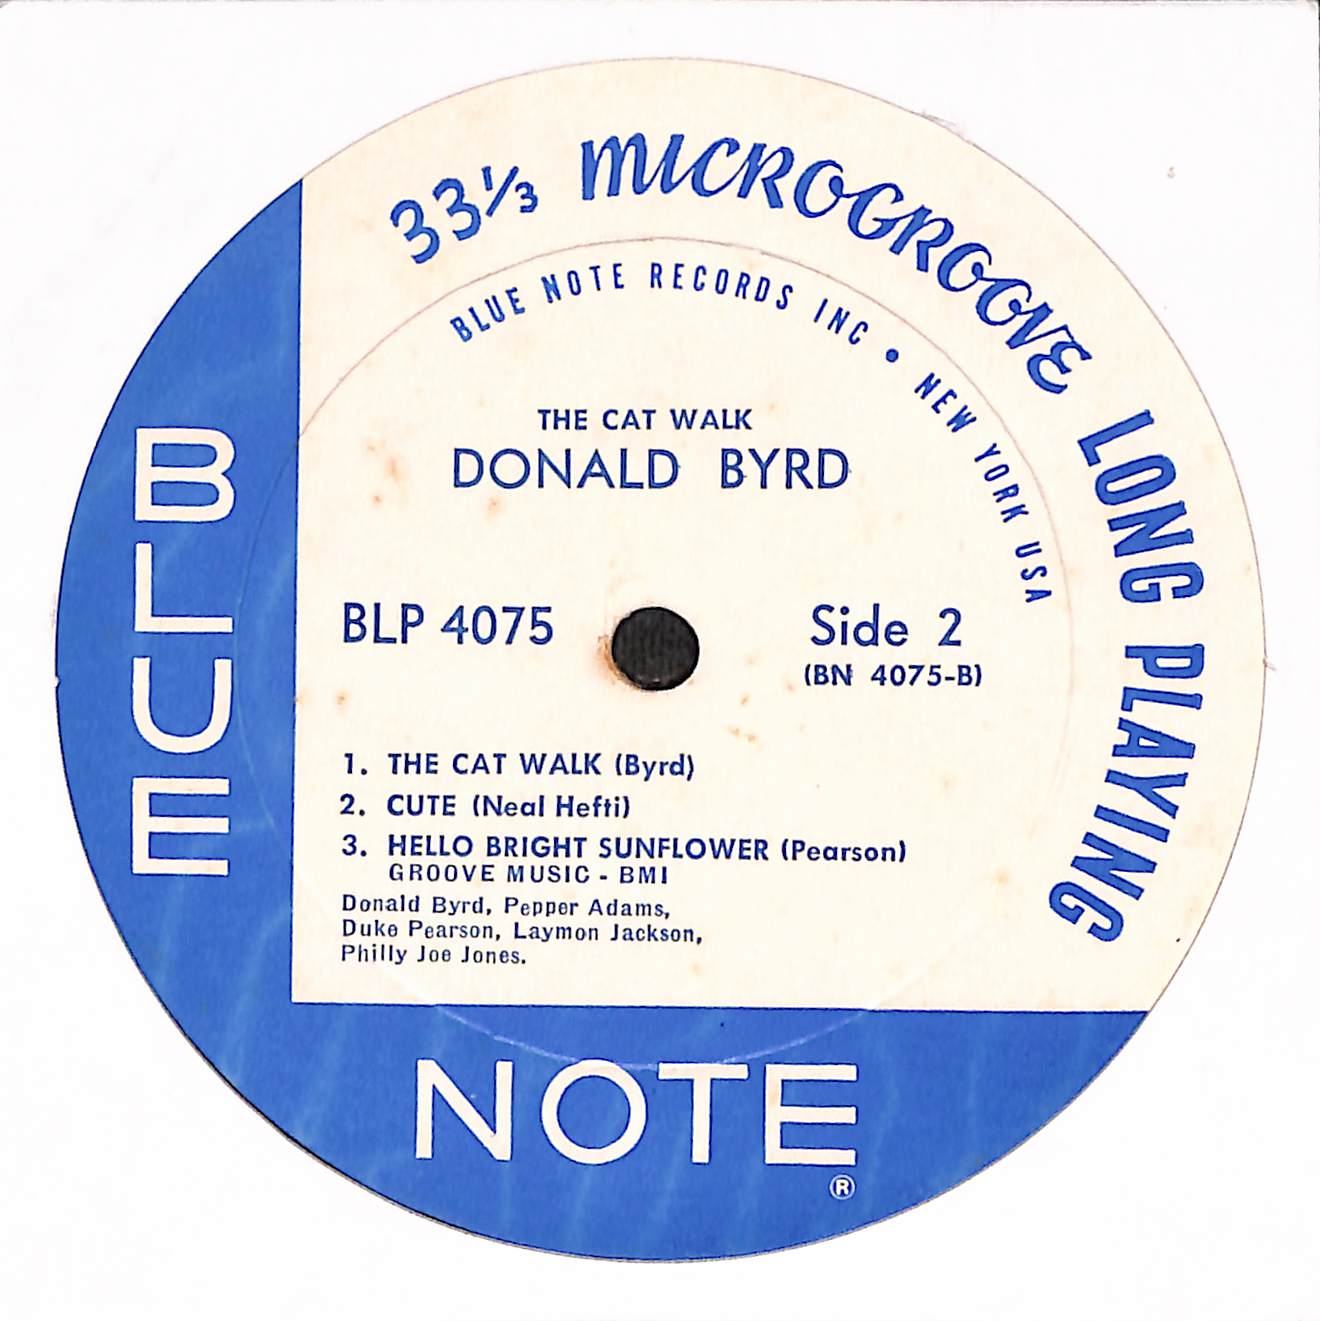 33⅓ MICROGROOVE LONG PLAYING
BLUE NOTE RECORDS INC • NEW YORK USA
THE CAT WALK
DONALD BYRD
BLP 4075
Side 2
(BN 4075-B)
1. THE CAT WALK (Byrd)
2. CUTE (Neal Hefti)
3. HELLO BRIGHT SUNFLOWER (Pearson)
GROOVE MUSIC - BMI
Donald Byrd, Pepper Adams,
Duke Pearson, Laymon Jackson,
Philly Joe Jones.
BLUE
NOTE
®